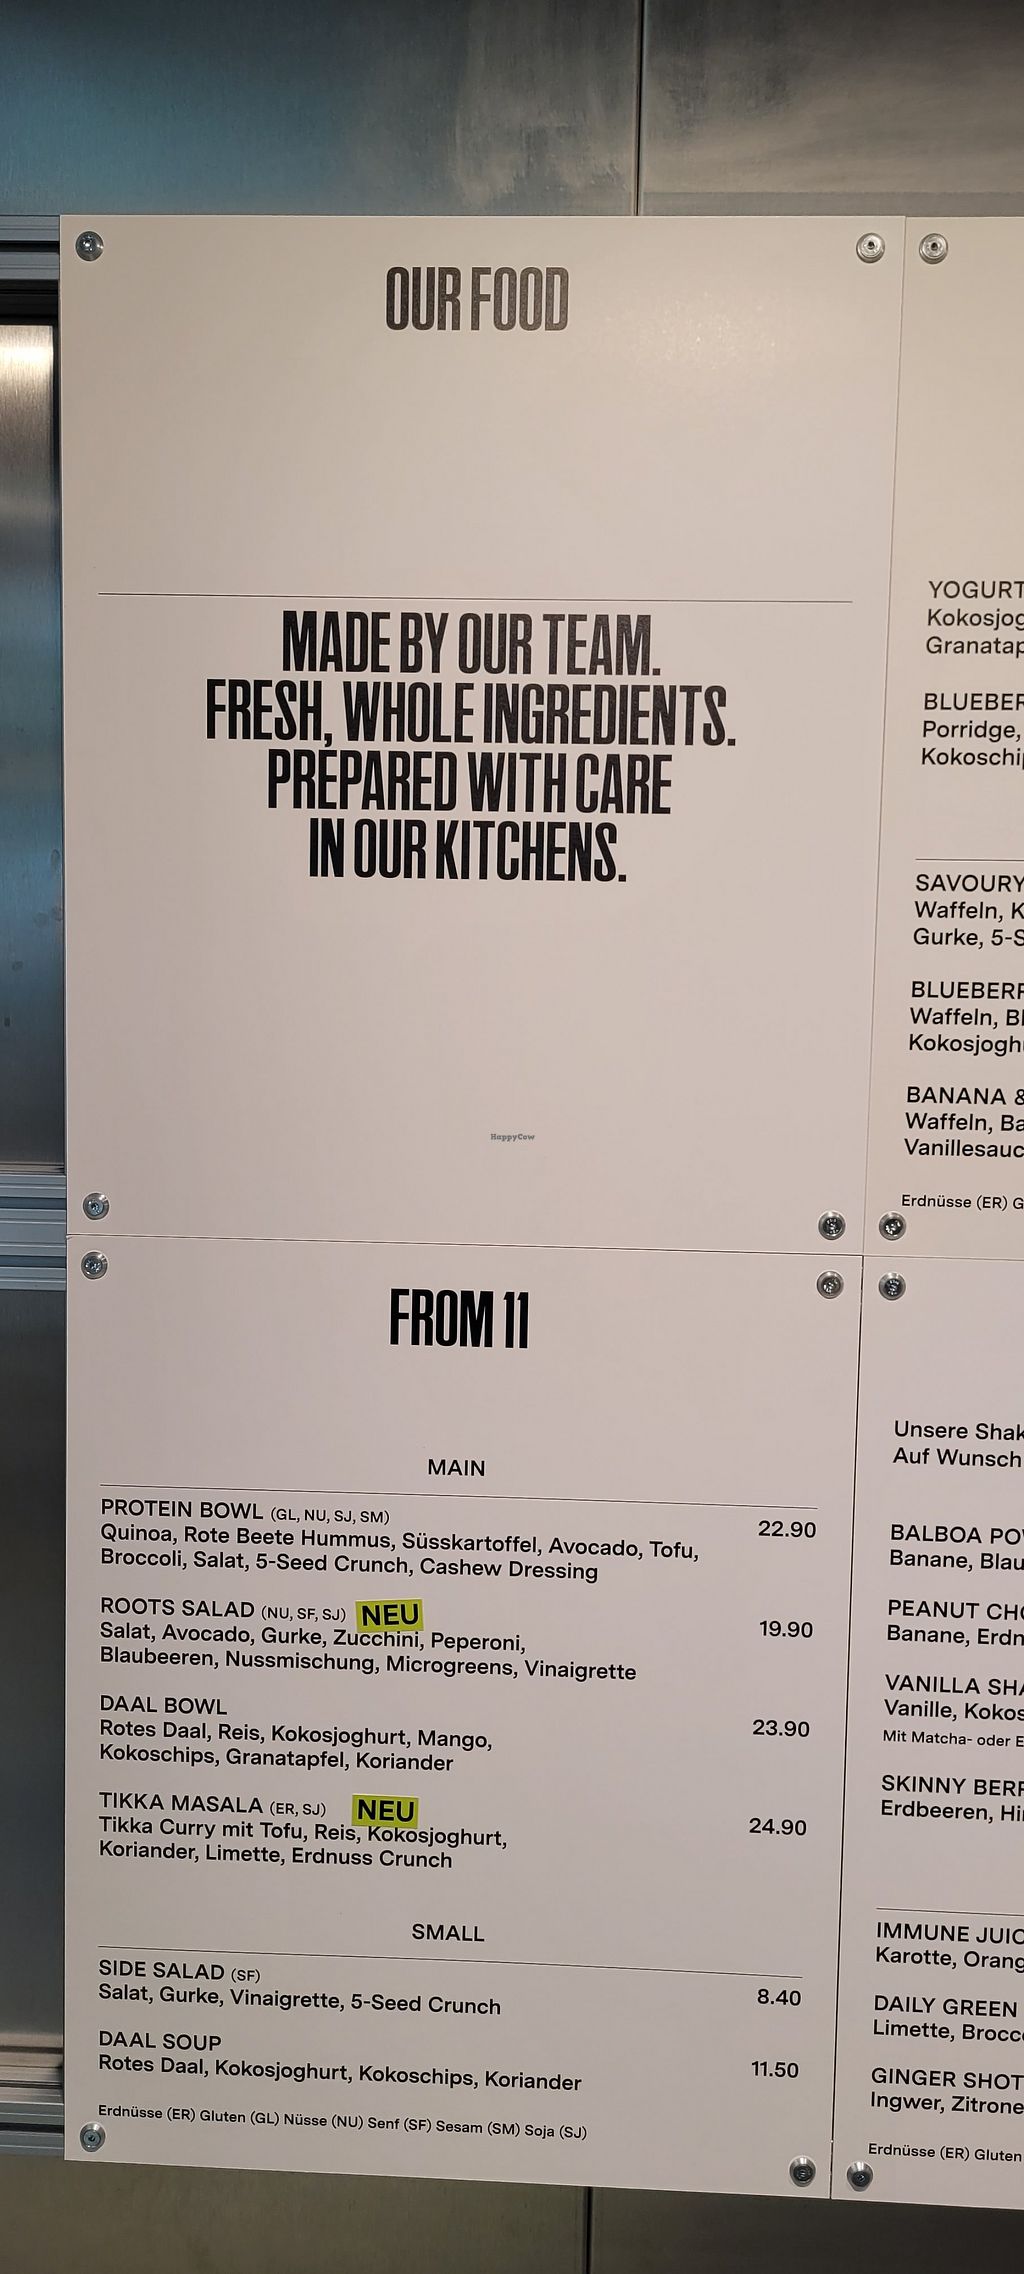 OUR FOOD
MADE BY OUR TEAM.
FRESH, WHOLE INGREDIENTS.
PREPARED WITH CARE
IN OUR KITCHENS.
HappyCow
FROM 11
MAIN
PROTEIN BOWL (GL, NU, SJ, SM) 22.90
Quinoa, Rote Beete Hummus, Süsskartoffel, Avocado, Tofu,
Broccoli, Salat, 5-Seed Crunch, Cashew Dressing
ROOTS SALAD (NU, SF, SJ) NEU 19.90
Salat, Avocado, Gurke, Zucchini, Peperoni,
Blaubeeren, Nussmischung, Microgreens, Vinaigrette
DAAL BOWL 23.90
Rotes Daal, Reis, Kokosjoghurt, Mango,
Kokoschips, Granatapfel, Koriander
TIKKA MASALA (ER, SJ) NEU 24.90
Tikka Curry mit Tofu, Reis, Kokosjoghurt,
Koriander, Limette, Erdnuss Crunch
SMALL
SIDE SALAD (SF) 8.40
Salat, Gurke, Vinaigrette, 5-Seed Crunch
DAAL SOUP 11.50
Rotes Daal, Kokosjoghurt, Kokoschips, Koriander
Erdnüsse (ER) Gluten (GL) Nüsse (NU) Senf (SF) Sesam (SM) Soja (SJ)
YOGURT
Porridge,
SAVOURY
Waffeln,
Gurke,
Waffeln,
BANANA &
Waffeln,
Erdnüsse (ER)
Unsere
Auf Wunsch
BALBOA
Banane,
PEANUT
Banane,
VANILLA
Vanille,
Mit Matcha- oder
SKINNY
Erdbeeren,
IMMUNE
Karotte,
DAILY GREEN
Limette,
GINGER SHOT
Ingwer,
Erdnüsse (ER) Gluten